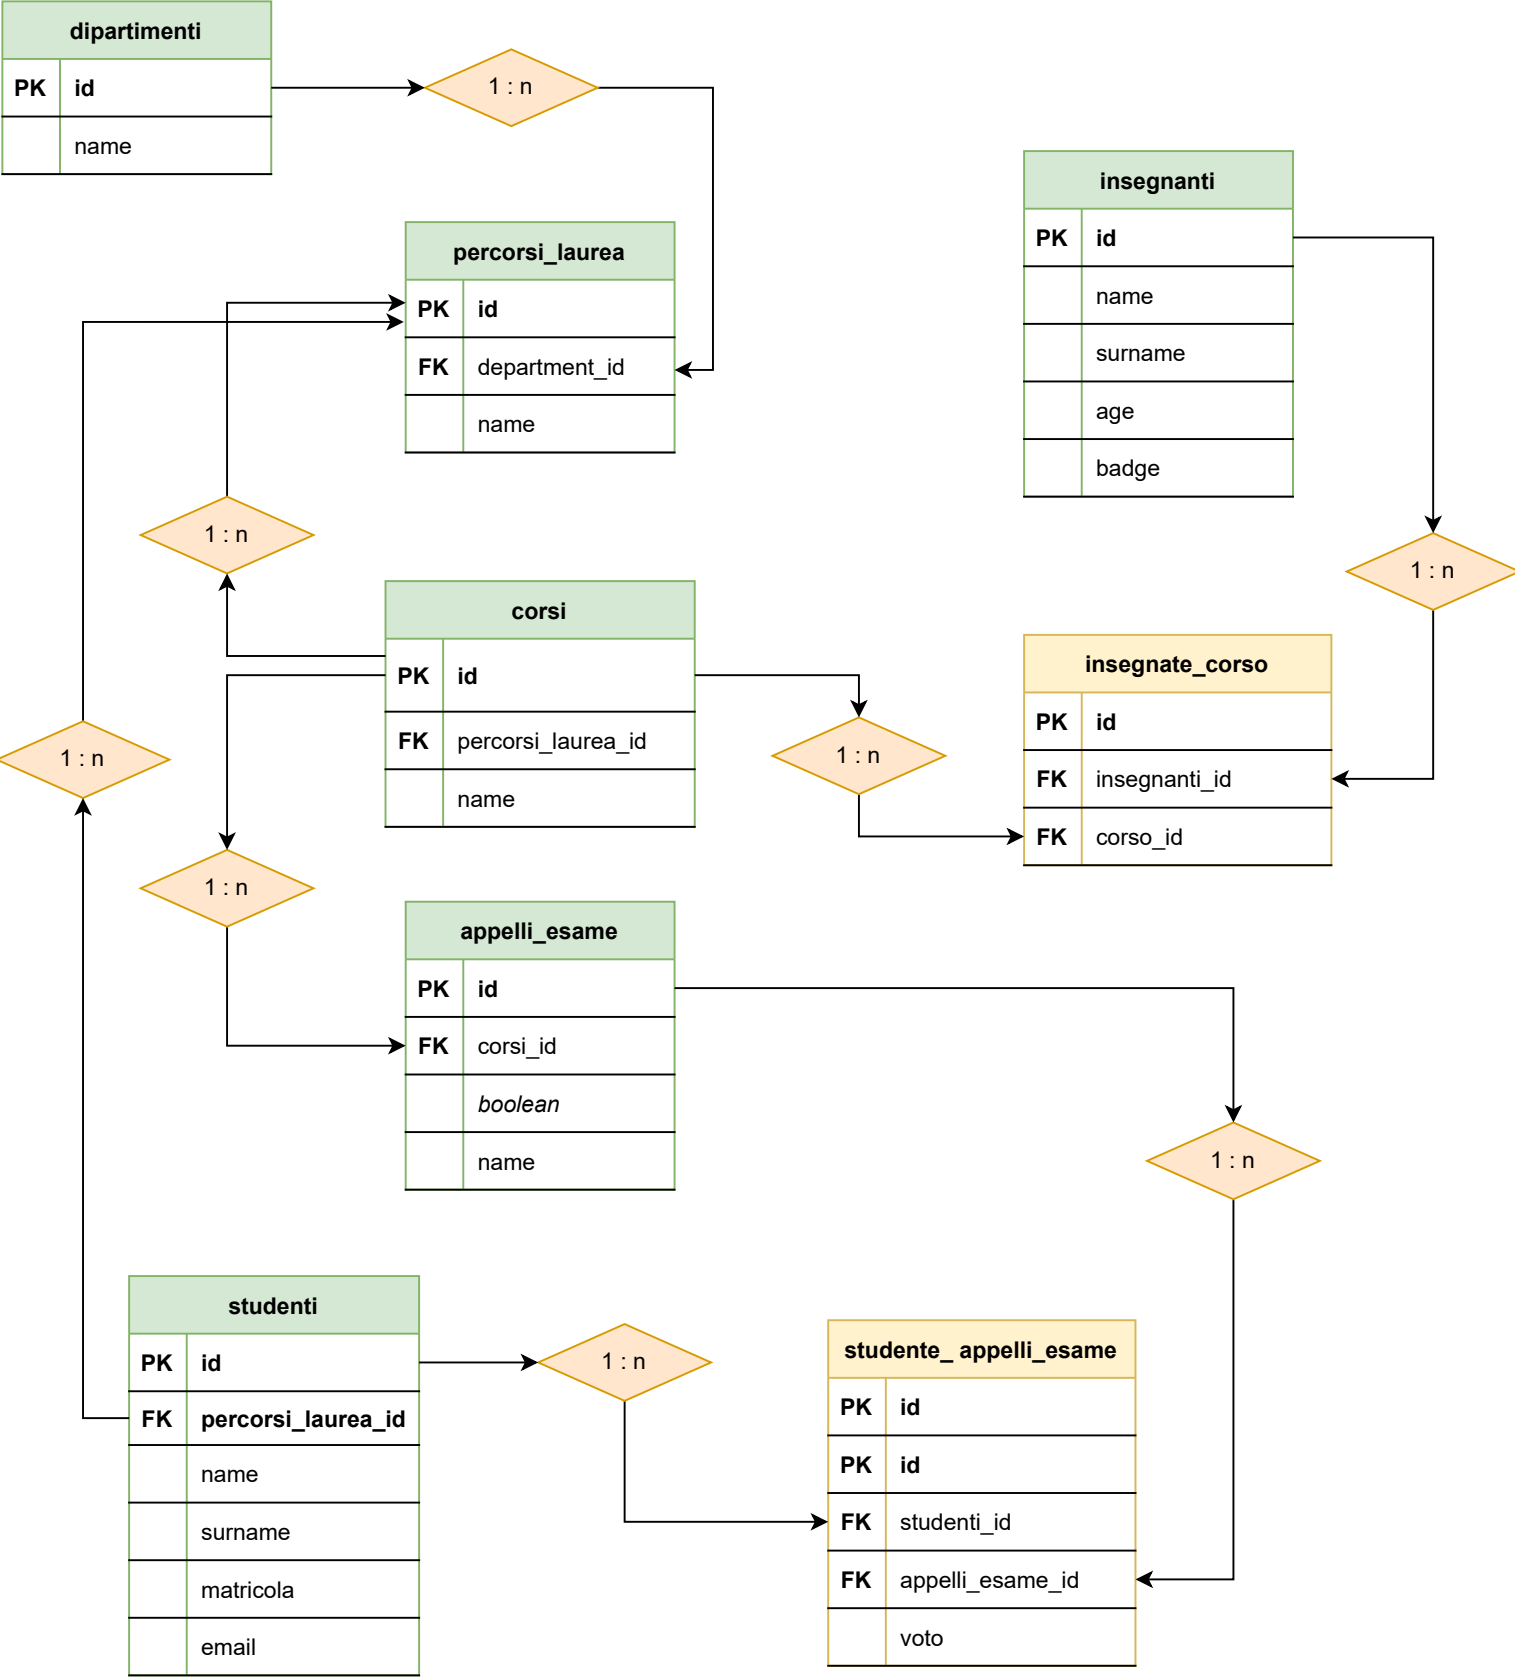 dipartimenti
PK id
name
1 : n
percorsi_laurea
PK id
FK department_id
name
insegnanti
PK id
name
surname
age
badge
1 : n
1 : n
corsi
PK id
FK percorsi_laurea_id
name
1 : n
insegnate_corso
PK id
FK insegnanti_id
FK corso_id
1 : n
1 : n
1 : n
appelli_esame
PK id
FK corsi_id
boolean
name
1 : n
studenti
PK id
FK percorsi_laurea_id
name
surname
matricola
email
1 : n
studente_ appelli_esame
PK id
PK id
FK studenti_id
FK appelli_esame_id
voto